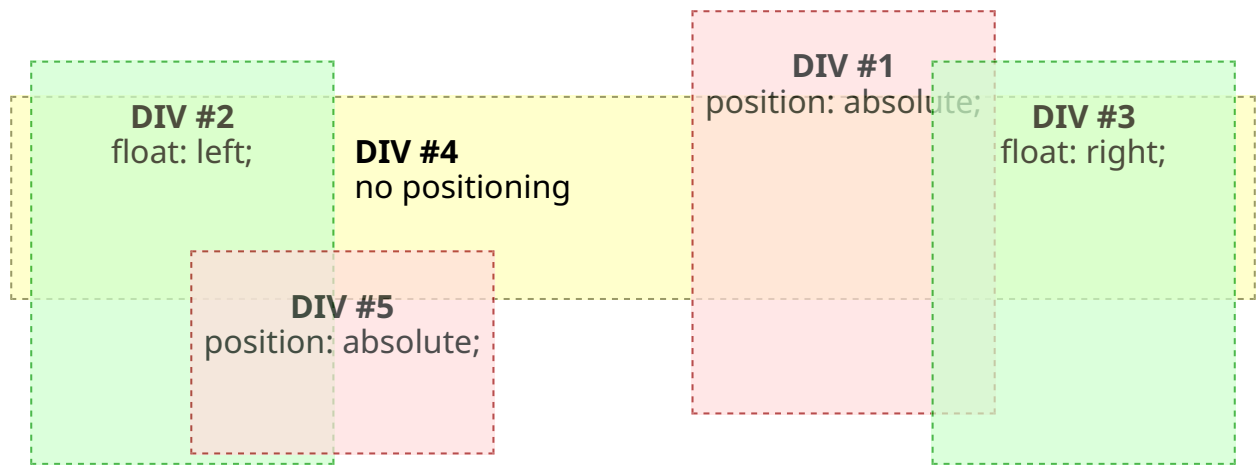 DIV #1
position: absolute;
DIV #2
float: left;
DIV #3
float: right;
DIV #4
no positioning
DIV #5
position: absolute;